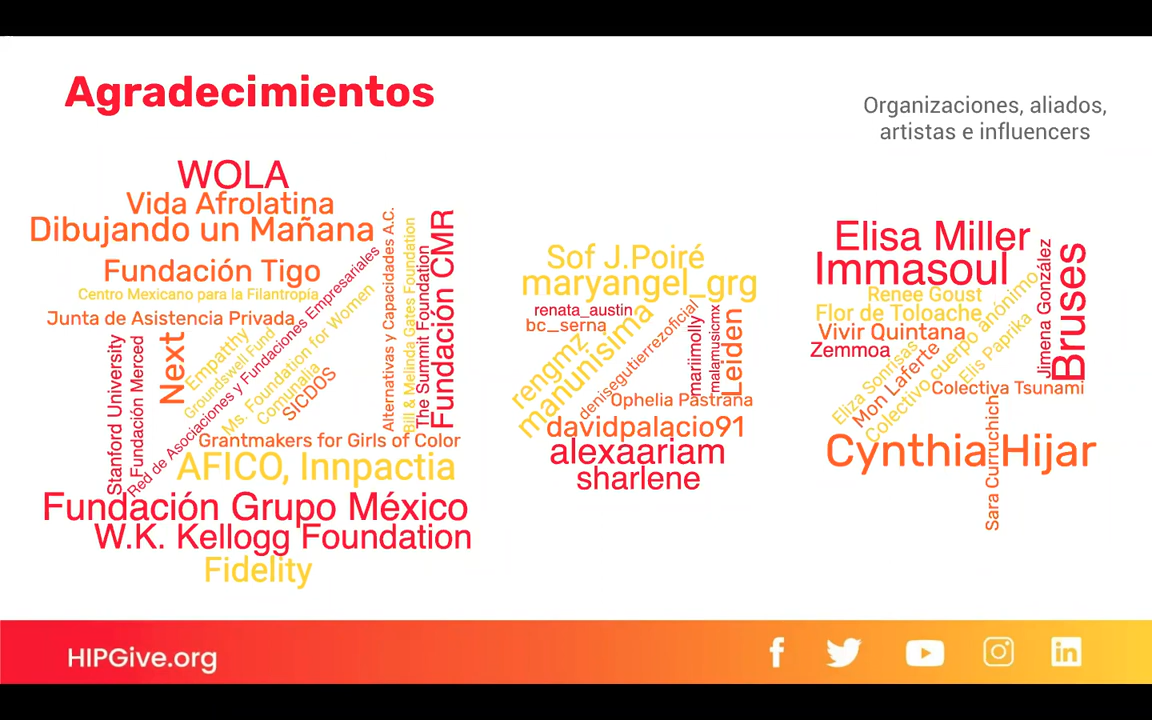 Agradecimientos
Organizaciones, aliados,
artistas e influencers
WOLA
Vida Afrolatina
Dibujando un Mañana
Fundación Tigo
Centro Mexicano para la Filantropía
Junta de Asistencia Privada
Stanford University
Fundación Merced
Next
Empatthy
Groundswell Fund
Red de Asociaciones y Fundaciones Empresariales
Ms. Foundation for Women
Comunalia
SICDOS
Alternativas y Capacidades A.C.
Bill & Melinda Gates Foundation
The Summit Foundation
Fundación CMR
Grantmakers for Girls of Color
AFICO, Innpactia
Fundación Grupo México
W.K. Kellogg Foundation
Fidelity
Sof J.Poiré
maryangel_grg
renata_austin
bc_serna
rengmz
manunisima
denisegutierrezoficial
mariimolly
malamusicmx
Leiden
Ophelia Pastrana
davidpalacio91
alexaariam
sharlene
Elisa Miller
Immasoul
Renee Goust
Flor de Toloache
Vivir Quintana
Zemmoa
Eliza Sonrisas
Mon Laferte
Colectivo cuerpo anónimo
Elis Paprika
Jimena González
Bruses
Colectiva Tsunami
Cynthia Hijar
Sara Curruchich
HIPGive.org